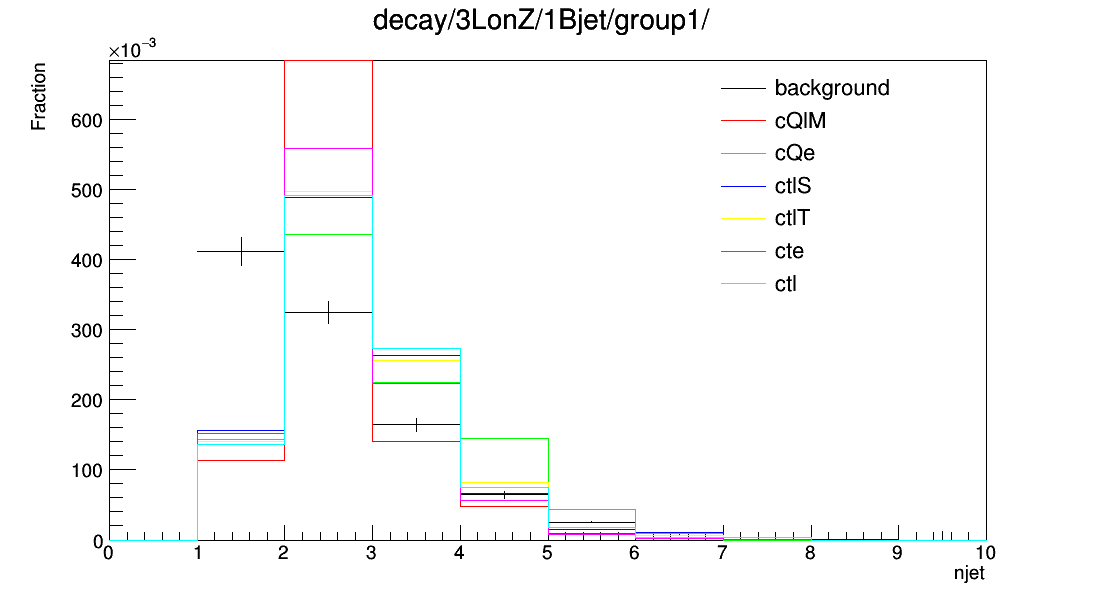 decay/3LonZ/1Bjet/group1/
×10⁻³
Fraction
background
cQlM
cQe
ctlS
ctlT
cte
ctl
600
500
400
300
200
100
0
0 1 2 3 4 5 6 7 8 9 10
njet